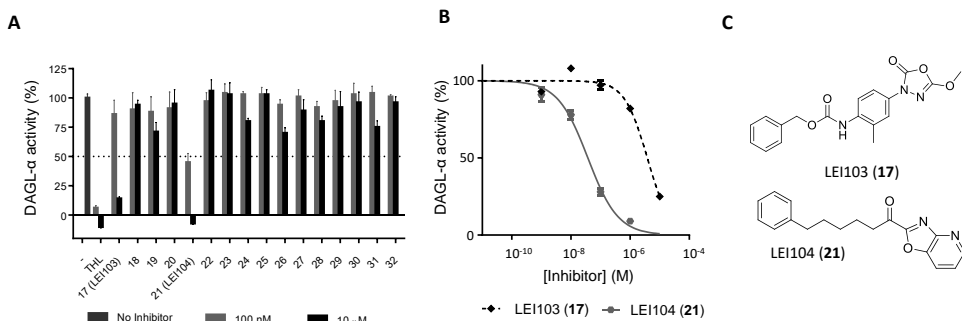 A
DAGL-α activity (%)
125
100
75
50
25
0
-
THL
17 (LEI103)
18
19
20
21 (LEI104)
22
23
24
25
26
27
28
29
30
31
32
No Inhibitor
100 nM
B
DAGL-α activity (%)
100
50
0
10⁻¹⁰
10⁻⁸
10⁻⁶
10⁻⁴
[Inhibitor] (M)
LEI103 (17)
LEI104 (21)
C
O
O
O
N
N
O
O
N
H
LEI103 (17)
O
N
N
O
LEI104 (21)